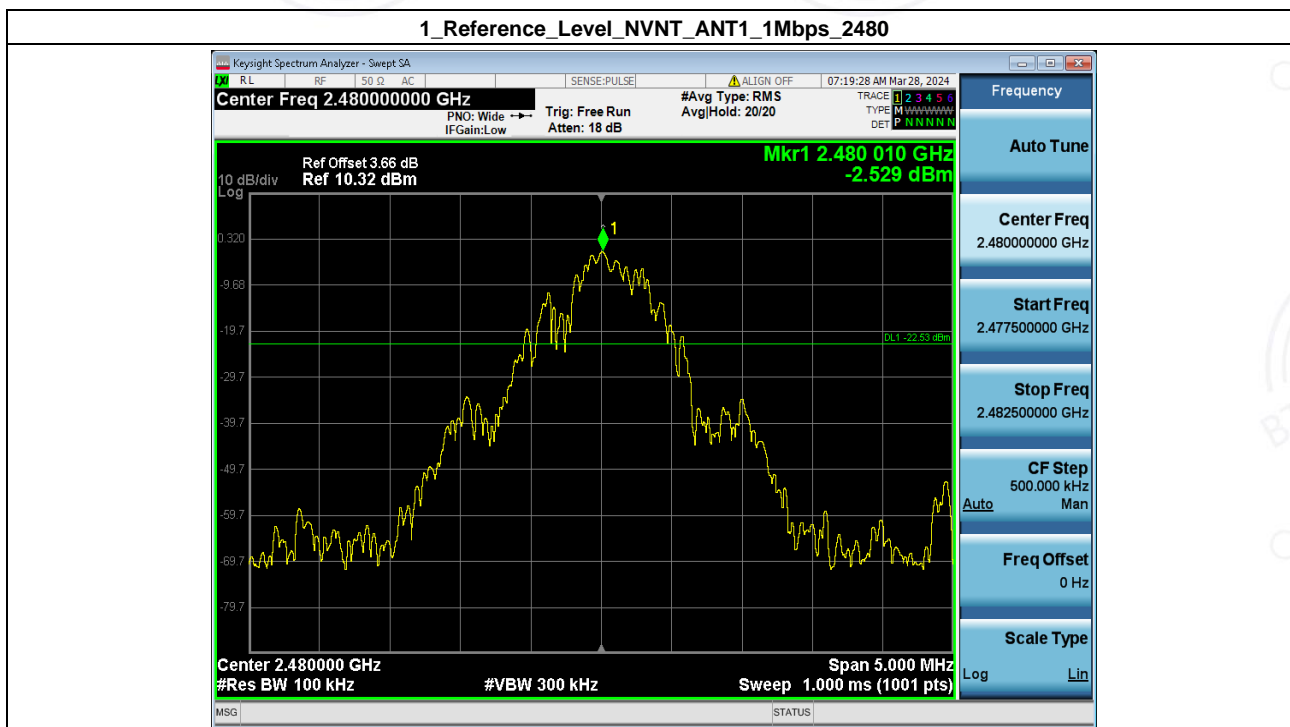 1_Reference_Level_NVNT_ANT1_1Mbps_2480
Keysight Spectrum Analyzer - Swept SA
LXI RL RF 50 Ω AC SENSE:PULSE ALIGN OFF 07:19:28 AM Mar 28, 2024
Center Freq 2.480000000 GHz
PNO: Wide
IFGain:Low
Trig: Free Run
Atten: 18 dB
#Avg Type: RMS
Avg|Hold: 20/20
TRACE 1 2 3 4 5 6
TYPE M WWWWW
DET P N N N N N
Frequency
Auto Tune
Center Freq
2.480000000 GHz
Start Freq
2.477500000 GHz
Stop Freq
2.482500000 GHz
CF Step
500.000 kHz
Auto Man
Freq Offset
0 Hz
Scale Type
Log Lin
Mkr1 2.480 010 GHz
-2.529 dBm
Ref Offset 3.66 dB
10 dB/div Ref 10.32 dBm
Log
1
0.320
-9.68
-19.7
DL1 -22.53 dBm
-29.7
-39.7
-49.7
-59.7
-69.7
-79.7
Center 2.480000 GHz Span 5.000 MHz
#Res BW 100 kHz #VBW 300 kHz Sweep 1.000 ms (1001 pts)
MSG STATUS